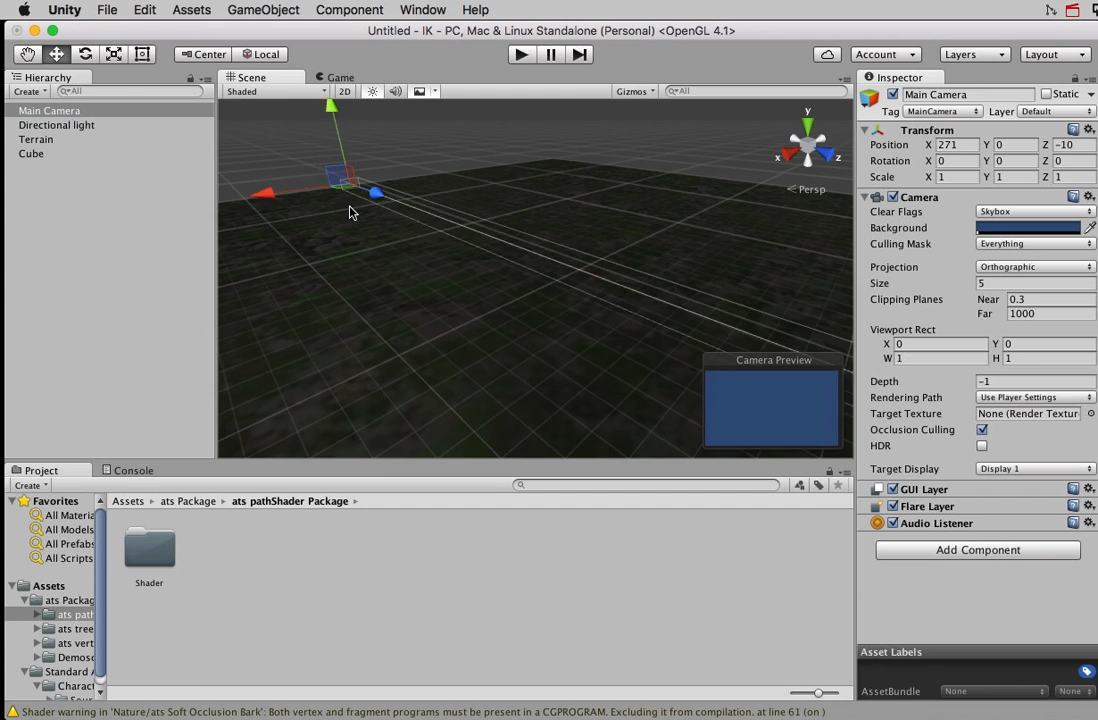 Unity File Edit Assets GameObject Component Window Help
Untitled - IK - PC, Mac & Linux Standalone (Personal) <OpenGL 4.1>
Center Local Account Layers Layout
Hierarchy
Create All
Main Camera
Directional light
Terrain
Cube
Scene Game
Shaded 2D Gizmos All
y
x z
Persp
Camera Preview
Inspector
Main Camera Static
Tag MainCamera Layer Default
Transform
Position X 271 Y 0 Z -10
Rotation X 0 Y 0 Z 0
Scale X 1 Y 1 Z 1
Camera
Clear Flags Skybox
Background
Culling Mask Everything
Projection Orthographic
Size 5
Clipping Planes Near 0.3
Far 1000
Viewport Rect
X 0 Y 0
W 1 H 1
Depth -1
Rendering Path Use Player Settings
Target Texture None (Render Textur
Occlusion Culling
HDR
Target Display Display 1
GUI Layer
Flare Layer
Audio Listener
Add Component
Asset Labels
AssetBundle None None
Project Console
Create
Favorites
All Materia
All Models
All Prefabs
All Scripts
Assets
ats Packag
ats path
ats tree
ats vert
Demosc
Standard A
Charact
Assets ats Package ats pathShader Package
Shader
Shader warning in 'Nature/ats Soft Occlusion Bark': Both vertex and fragment programs must be present in a CGPROGRAM. Excluding it from compilation. at line 61 (on )